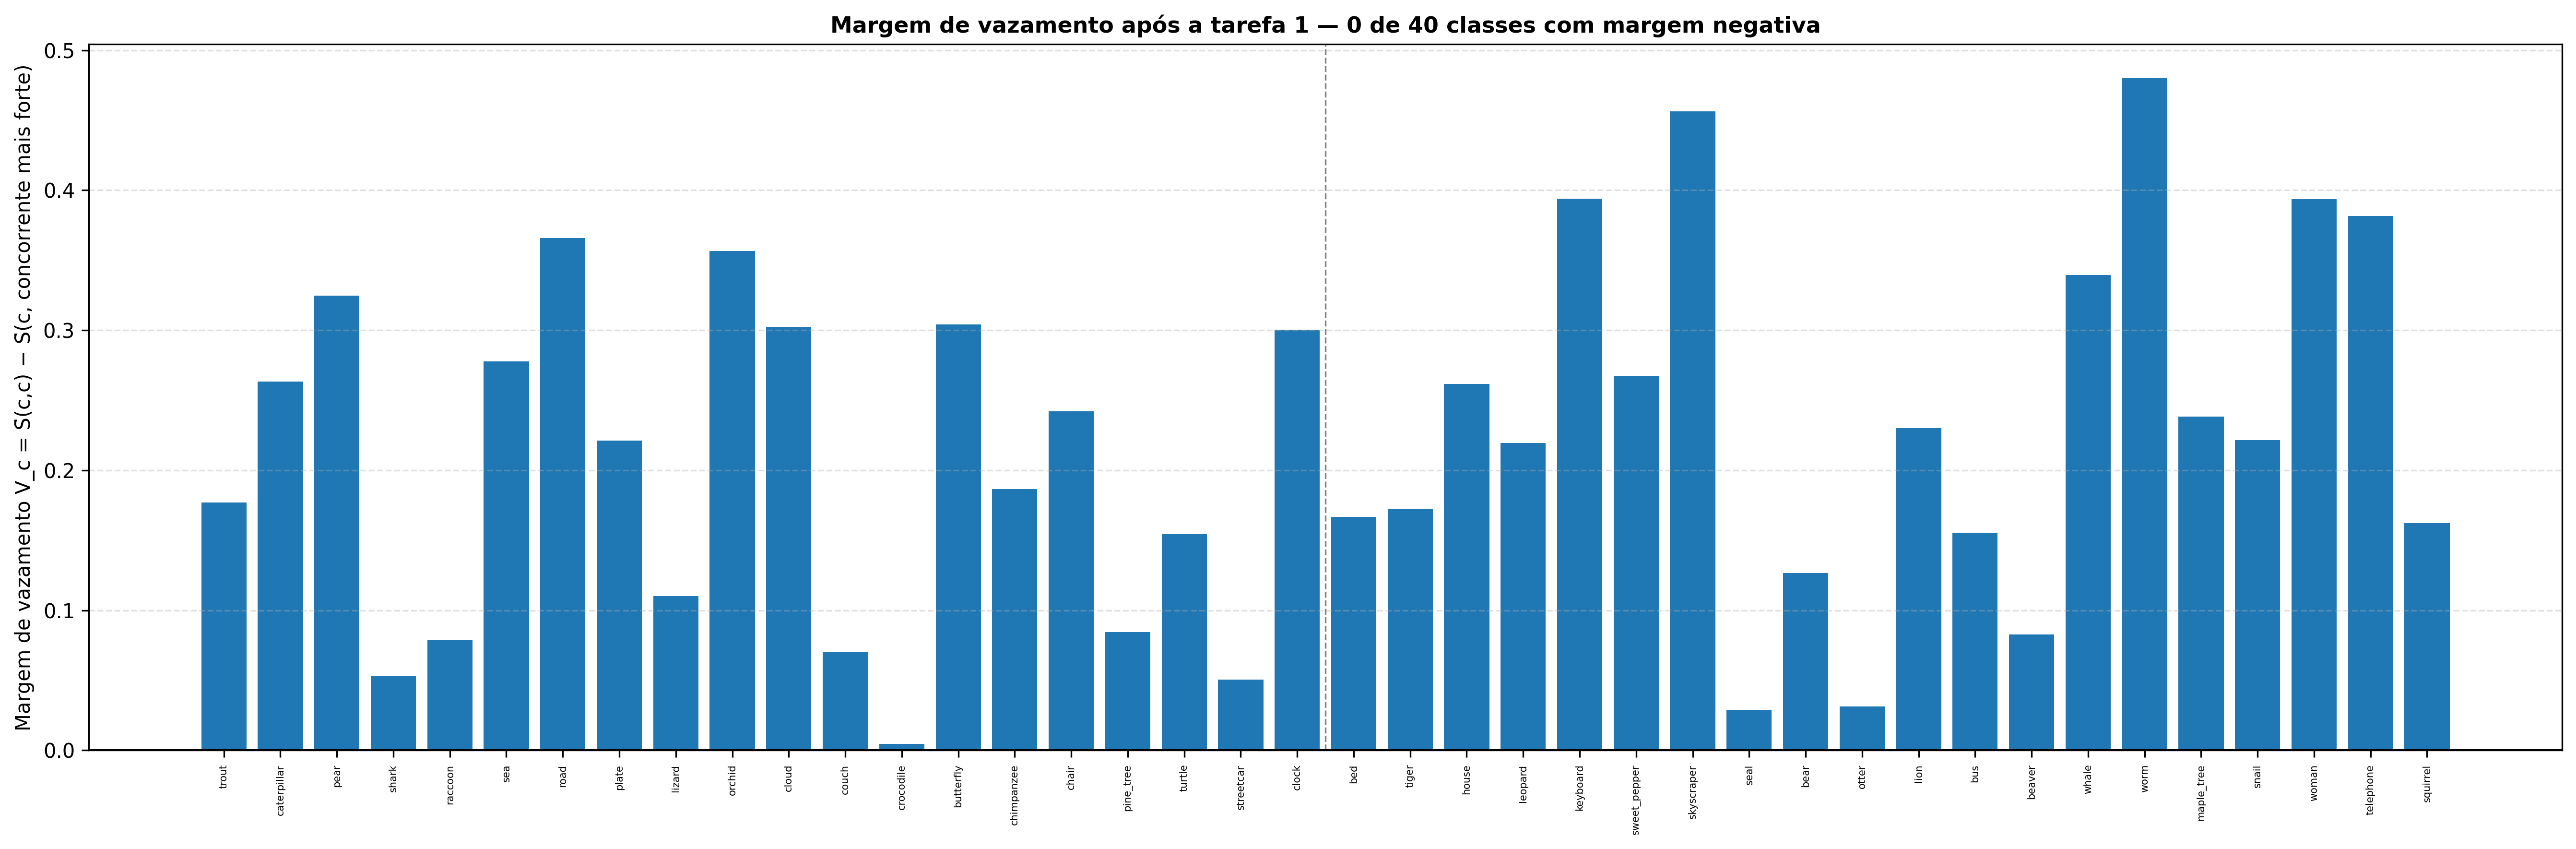 Margem de vazamento após a tarefa 1 — 0 de 40 classes com margem negativa
Margem de vazamento V_c = S(c,c) − S(c, concorrente mais forte)
0.5
0.4
0.3
0.2
0.1
0.0
trout
caterpillar
pear
shark
raccoon
sea
road
plate
lizard
orchid
cloud
couch
crocodile
butterfly
chimpanzee
chair
pine_tree
turtle
streetcar
clock
bed
tiger
house
leopard
keyboard
sweet_pepper
skyscraper
seal
bear
otter
lion
bus
beaver
whale
worm
maple_tree
snail
woman
telephone
squirrel